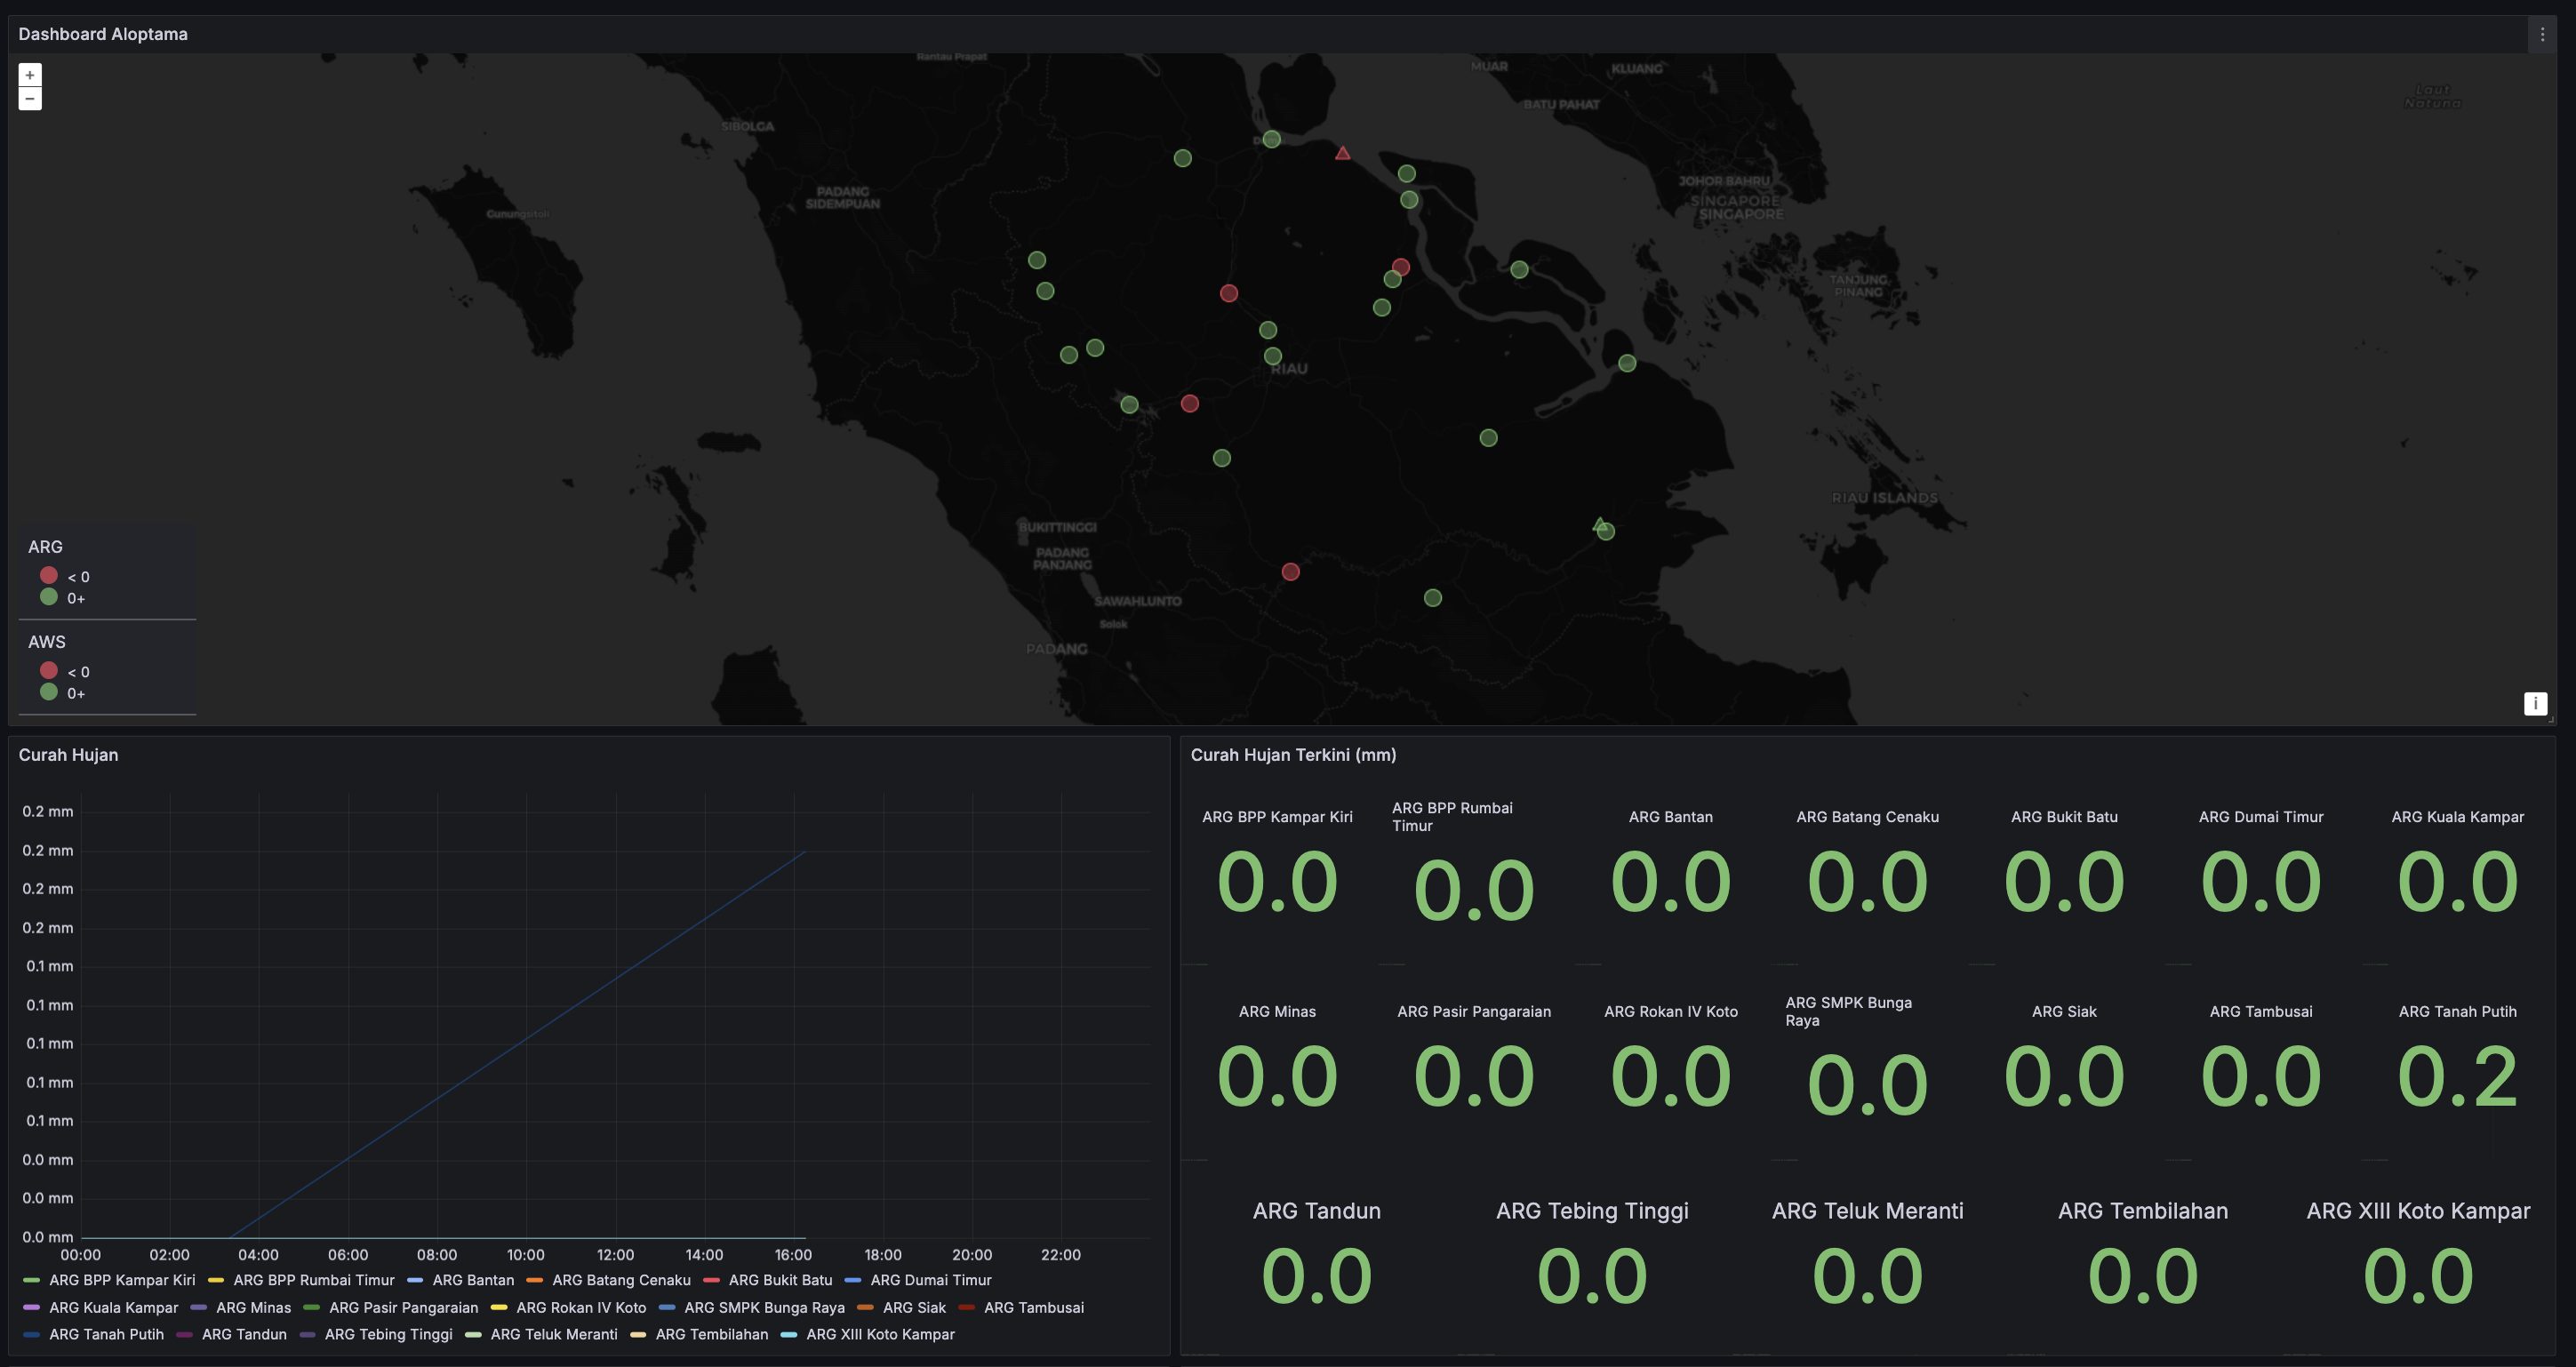 Dashboard Aloptama
+
−
Rantau Prapat
MUAR
KLUANG
Laut
Natuna
BATU PAHAT
SIBOLGA
PADANG
SIDEMPUAN
Gunungsitoli
JOHOR BAHRU
SINGAPORE
SINGAPORE
TANJUNG
PINANG
RIAU
RIAU ISLANDS
BUKITTINGGI
PADANG
PANJANG
SAWAHLUNTO
Solok
PADANG
ARG
< 0
0+
AWS
< 0
0+
i
Curah Hujan
0.2 mm
0.2 mm
0.2 mm
0.2 mm
0.1 mm
0.1 mm
0.1 mm
0.1 mm
0.1 mm
0.0 mm
0.0 mm
0.0 mm
00:00 02:00 04:00 06:00 08:00 10:00 12:00 14:00 16:00 18:00 20:00 22:00
ARG BPP Kampar Kiri ARG BPP Rumbai Timur ARG Bantan ARG Batang Cenaku ARG Bukit Batu ARG Dumai Timur
ARG Kuala Kampar ARG Minas ARG Pasir Pangaraian ARG Rokan IV Koto ARG SMPK Bunga Raya ARG Siak ARG Tambusai
ARG Tanah Putih ARG Tandun ARG Tebing Tinggi ARG Teluk Meranti ARG Tembilahan ARG XIII Koto Kampar
Curah Hujan Terkini (mm)
ARG BPP Kampar Kiri
0.0
ARG BPP Rumbai
Timur
0.0
ARG Bantan
0.0
ARG Batang Cenaku
0.0
ARG Bukit Batu
0.0
ARG Dumai Timur
0.0
ARG Kuala Kampar
0.0
ARG Minas
0.0
ARG Pasir Pangaraian
0.0
ARG Rokan IV Koto
0.0
ARG SMPK Bunga
Raya
0.0
ARG Siak
0.0
ARG Tambusai
0.0
ARG Tanah Putih
0.2
ARG Tandun
0.0
ARG Tebing Tinggi
0.0
ARG Teluk Meranti
0.0
ARG Tembilahan
0.0
ARG XIII Koto Kampar
0.0